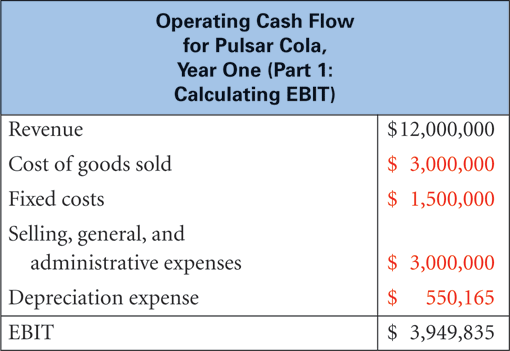 Operating Cash Flow
for Pulsar Cola,
Year One (Part 1:
Calculating EBIT)
Revenue $12,000,000
Cost of goods sold $ 3,000,000
Fixed costs $ 1,500,000
Selling, general, and
administrative expenses $ 3,000,000
Depreciation expense $ 550,165
EBIT $ 3,949,835